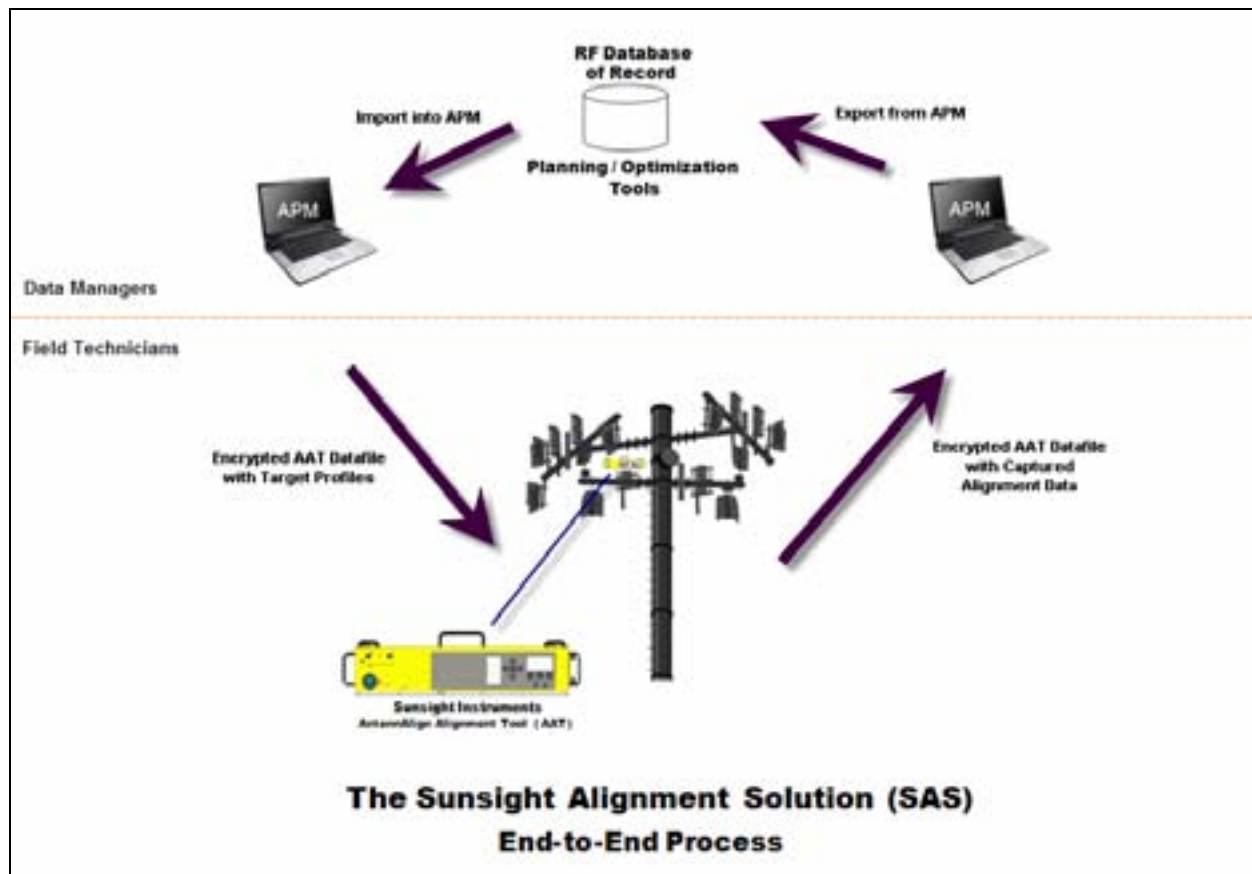 RF Database
of Record
Import into APM
Export from APM
Planning / Optimization
Tools
APM
APM
Data Managers
Field Technicians
Encrypted AAT Datafile
with Target Profiles
Encrypted AAT Datafile
with Captured
Alignment Data
Sunsight Instruments
AntennAlign Alignment Tool (AAT)
The Sunsight Alignment Solution (SAS)
End-to-End Process